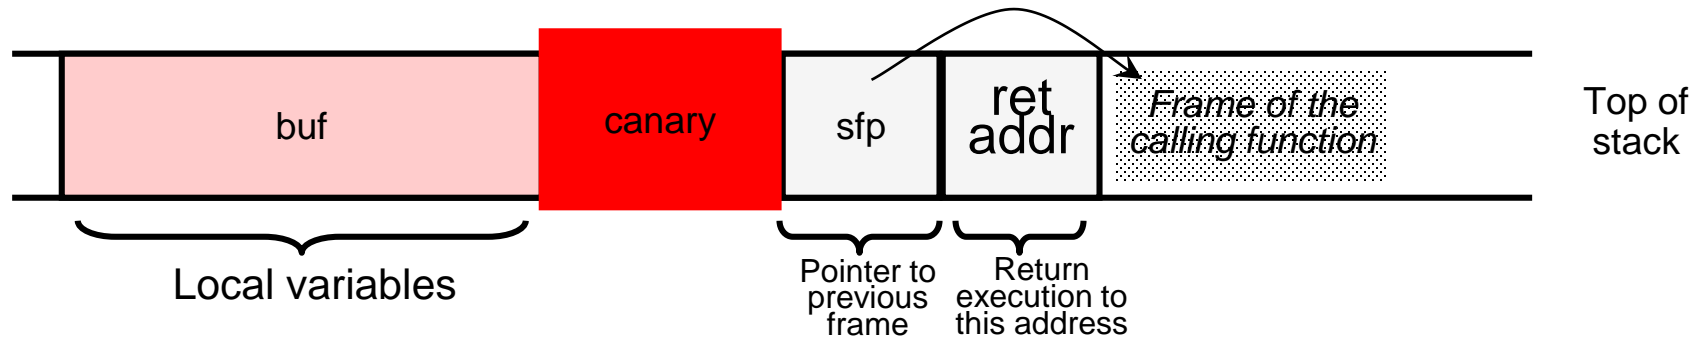 buf
canary
sfp
ret
addr
Frame of the
calling function
Top of
stack
Local variables
Pointer to
previous
frame
Return
execution to
this address